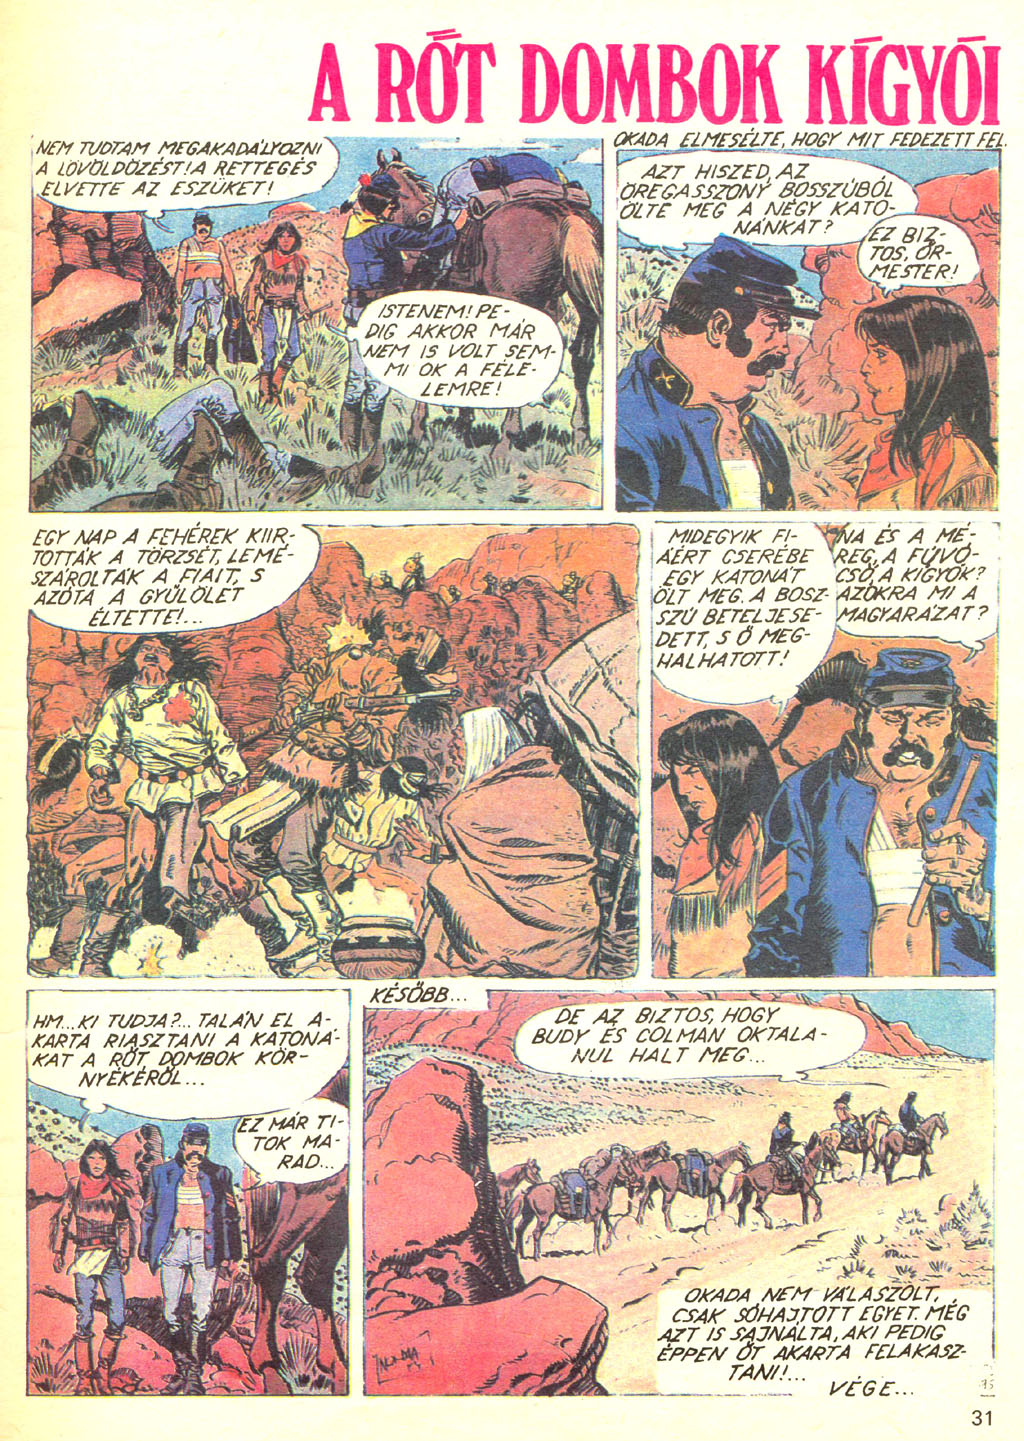 A RŐT DOMBOK KÍGYÓI
NEM TUDTAM MEGAKADÁLYOZNI
A LÖVÖLDÖZÉST! A RETTEGÉS
ELVETTE AZ ESZÜKET!
ISTENEM! PE-
DIG AKKOR MÁR
NEM IS VOLT SEM-
MI OK A FÉLE-
LEMRE!
OKADA ELMESÉLTE, HOGY MIT FEDEZETT FEL.
AZT HISZED, AZ
ÖREGASSZONY BOSSZÚBÓL
ÖLTE MEG A NÉGY KATO-
NÁNKAT?
EZ BIZ-
TOS, ŐR-
MESTER!
EGY NAP A FEHÉREK KIIR-
TOTTÁK A TÖRZSÉT, LEMÉ-
SZÁROLTÁK A FIAIT, S
AZÓTA A GYŰLÖLET
ÉLTETTE!...
MIDEGYIK FI-
ÁÉRT CSERÉBE
EGY KATONÁT
ÖLT MEG. A BOSZ-
SZÚ BETELJESE-
DETT, S Ő MEG-
HALHATOTT!
NA ÉS A MÉ-
REG, A FÚVÓ-
CSŐ, A KÍGYÓK?
AZOKRA MI A
MAGYARÁZAT?
HM... KI TUDJA?... TALÁN EL A-
KARTA RIASZTANI A KATONÁ-
KAT A RŐT DOMBOK KÖR-
NYÉKÉRŐL...
EZ MÁR TI-
TOK MA-
RAD...
KÉSŐBB...
DE AZ BIZTOS, HOGY
BUDY ÉS COLMAN OKTALA-
NUL HALT MEG...
OKADA NEM VÁLASZOLT,
CSAK SÓHAJTOTT EGYET. MÉG
AZT IS SAJNÁLTA, AKI PEDIG
ÉPPEN ŐT AKARTA FELAKASZ-
TANI!...
VÉGE...
31